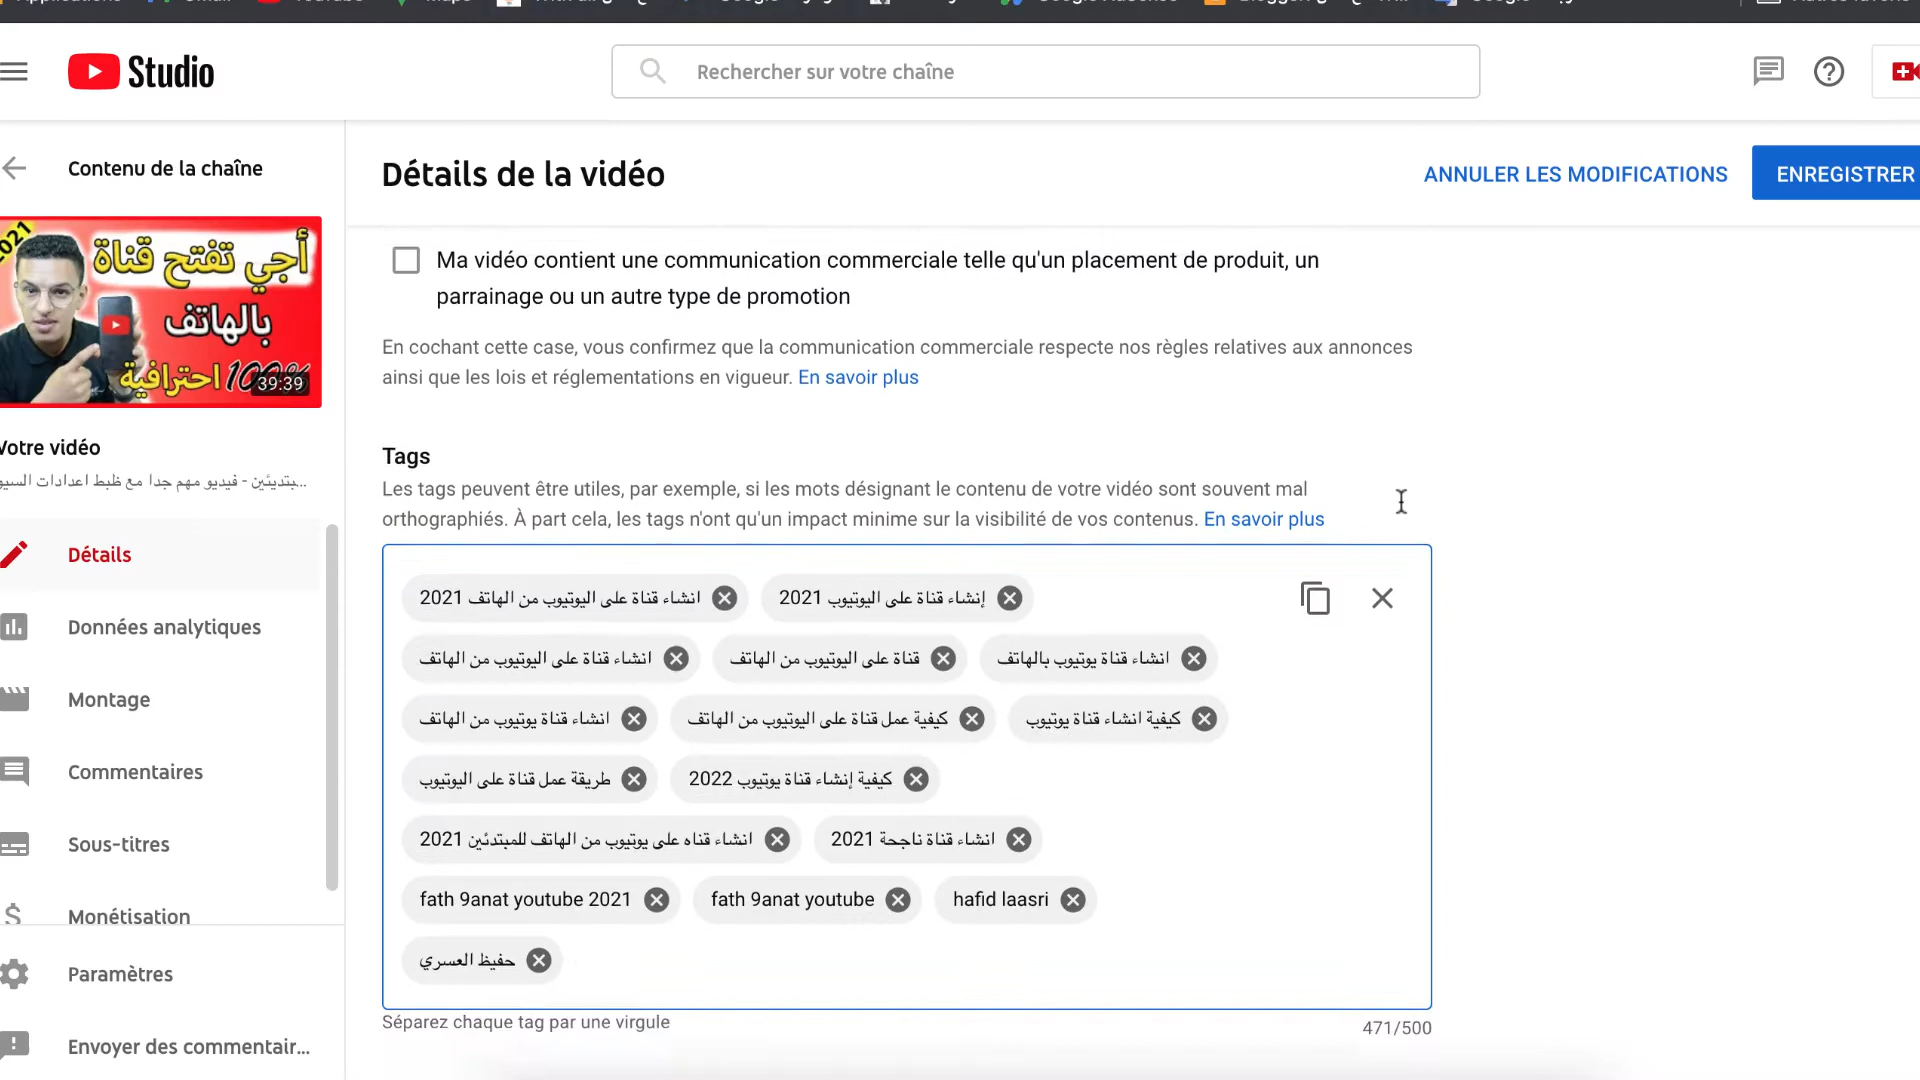 Studio
Rechercher sur votre chaîne
Contenu de la chaîne
Détails de la vidéo
ANNULER LES MODIFICATIONS
ENREGISTRER
2021
أجي تفتح قناة
بالهاتف
احترافية 100%
39:39
Votre vidéo
...بتديئين - فيديو مهم جدا مع ظبط اعدادات السيو
Détails
Données analytiques
Montage
Commentaires
Sous-titres
Monétisation
Paramètres
Envoyer des commentair...
Ma vidéo contient une communication commerciale telle qu'un placement de produit, un
parrainage ou un autre type de promotion
En cochant cette case, vous confirmez que la communication commerciale respecte nos règles relatives aux annonces
ainsi que les lois et réglementations en vigueur. En savoir plus
Tags
Les tags peuvent être utiles, par exemple, si les mots désignant le contenu de votre vidéo sont souvent mal
orthographiés. À part cela, les tags n'ont qu'un impact minime sur la visibilité de vos contenus. En savoir plus
انشاء قناة على اليوتيوب من الهاتف 2021
إنشاء قناة على اليوتيوب 2021
انشاء قناة على اليوتيوب من الهاتف
قناة على اليوتيوب من الهاتف
انشاء قناة يوتيوب بالهاتف
انشاء قناة يوتيوب من الهاتف
كيفية عمل قناة على اليوتيوب من الهاتف
كيفية انشاء قناة يوتيوب
طريقة عمل قناة على اليوتيوب
كيفية إنشاء قناة يوتيوب 2022
انشاء قناه على يوتيوب من الهاتف للمبتدئين 2021
انشاء قناة ناجحة 2021
fath 9anat youtube 2021
fath 9anat youtube
hafid laasri
حفيظ العسري
Séparez chaque tag par une virgule
471/500